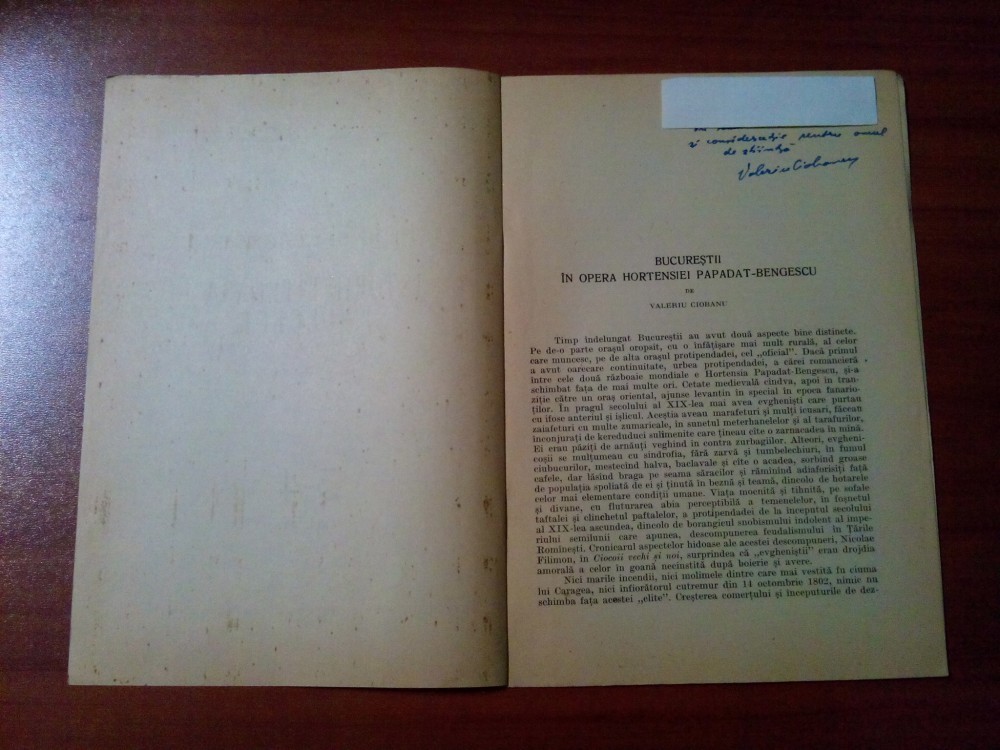 și considerație pentru omul
de știință
Valeriu Ciobanu
BUCUREȘTII
ÎN OPERA HORTENSIEI PAPADAT-BENGESCU
DE
VALERIU CIOBANU
Timp îndelungat Bucureștii au avut două aspecte bine distincte.
Pe de-o parte orașul oropsit, cu o înfățișare mai mult rurală, al celor
care muncesc, pe de alta orașul protipendadei, cel „oficial”. Dacă primul
a avut oarecare continuitate, urbea protipendadei, a cărei romancieră
între cele două războaie mondiale e Hortensia Papadat-Bengescu, și-a
schimbat fața de mai multe ori. Cetate medievală cîndva, apoi în tran-
ziție către un oraș oriental, ajunse levantin în special în epoca fanario-
ților. În pragul secolului al XIX-lea mai avea evgheniști care purtau
cu ifose anteriul și ișlicul. Aceștia aveau marafeturi și mulți icusari, făceau
zaiafeturi cu multe zumaricale, în sunetul meterhanelelor și al tarafurilor,
înconjurați de kereduduci sulimenite care țineau cîte o zarnacadea în mînă.
Ei erau păziți de arnăuți veghind în contra zurbagiilor. Alteori, evgheni-
coșii se mulțumeau cu sindrofia, fără zarvă și tumbelechiuri, în fumul
ciubucurilor, mestecînd halva, baclavale și cîte o acadea, sorbind groase
cafele, dar lăsînd braga pe seama săracilor și rămînînd adiaforisiți față
de populația spoliată de ei și ținută în beznă și teamă, dincolo de hotarele
celor mai elementare condiții umane. Viața mocnită și tihnită, pe sofale
și divane, cu fluturarea abia perceptibilă a temenelelor, în foșnetul
taftalei și clinchetul paftalelor, a protipendadei de la începutul secolului
al XIX-lea ascundea, dincolo de borangicul snobismului indolent al impe-
riului semilunii care apunea, descompunerea feudalismului în Țările
Romînești. Cronicarul aspectelor hidoase ale acestei descompuneri, Nicolae
Filimon, în Ciocoii vechi și noi, surprindea că „evgheniștii” erau drojdia
amorală a celor în goană necinstită după boierie și avere.
Nici marile incendii, nici molimele dintre care mai vestită fu ciuma
lui Caragea, nici înfiorătorul cutremur din 14 octombrie 1802, nimic nu
schimba fața acestei „elite”. Creșterea comerțului și începuturile de dez-